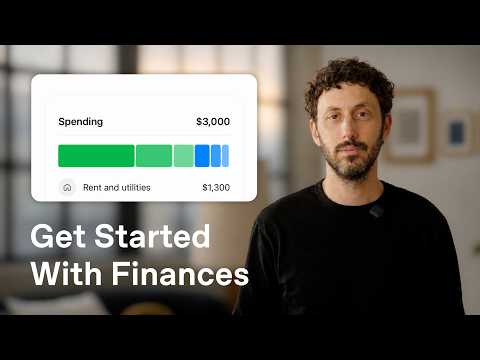 Spending $3,000
Rent and utilities $1,300
Get Started
With Finances